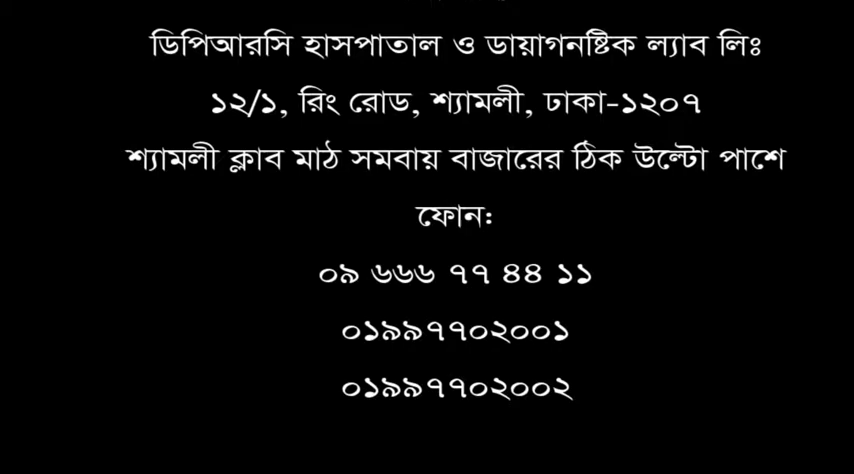 ডিপিআরসি হাসপাতাল ও ডায়াগনষ্টিক ল্যাব লিঃ
১২/১, রিং রোড, শ্যামলী, ঢাকা-১২০৭
শ্যামলী ক্লাব মাঠ সমবায় বাজারের ঠিক উল্টো পাশে
ফোন:
০৯ ৬৬৬ ৭৭ ৪৪ ১১
০১৯৯৭৭০২০০১
০১৯৯৭৭০২০০২